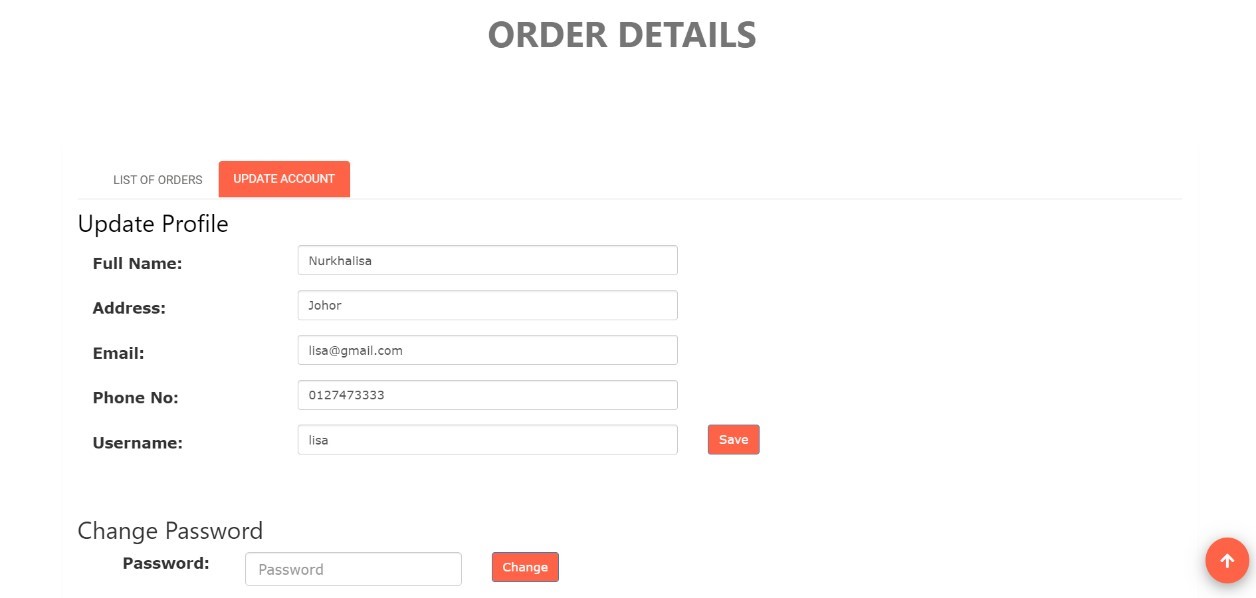 ORDER DETAILS
LIST OF ORDERS UPDATE ACCOUNT
Update Profile
Full Name: Nurkhalisa
Address: Johor
Email: lisa@gmail.com
Phone No: 0127473333
Username: lisa Save
Change Password
Password: Password Change